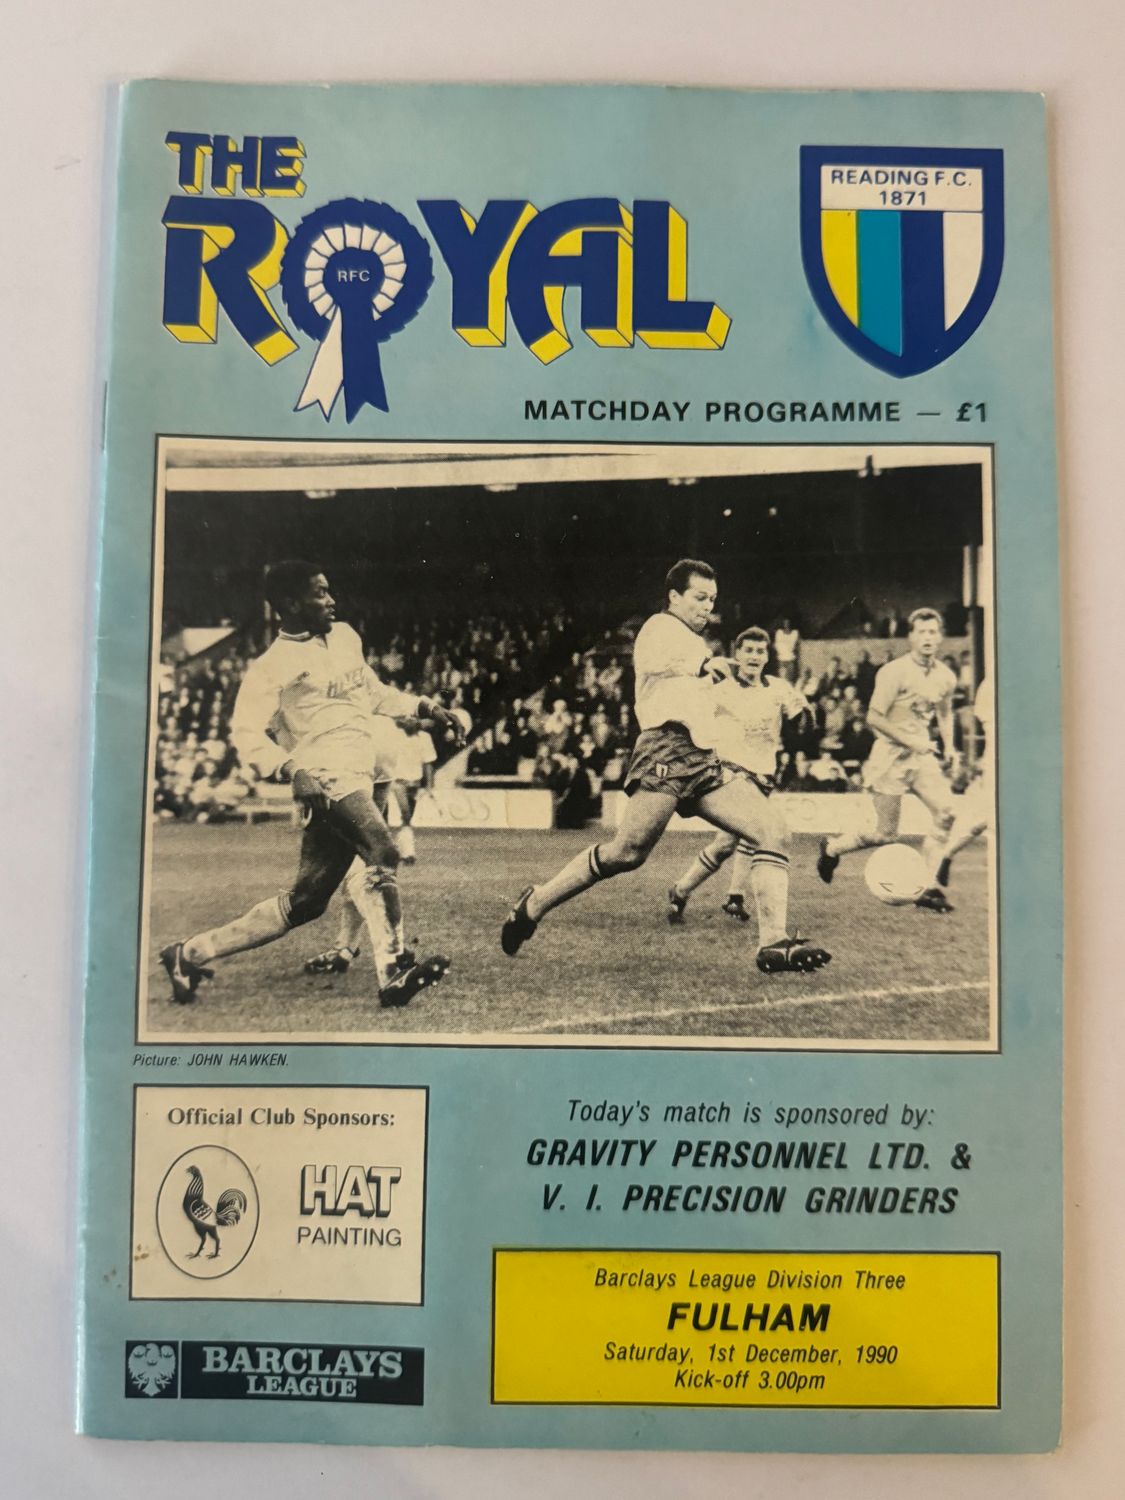 THE
ROYAL
RFC
READING F.C.
1871
MATCHDAY PROGRAMME — £1
Picture: JOHN HAWKEN.
Official Club Sponsors:
HAT
PAINTING
BARCLAYS
LEAGUE
Today's match is sponsored by:
GRAVITY PERSONNEL LTD. &
V. I. PRECISION GRINDERS
Barclays League Division Three
FULHAM
Saturday, 1st December, 1990
Kick-off 3.00pm